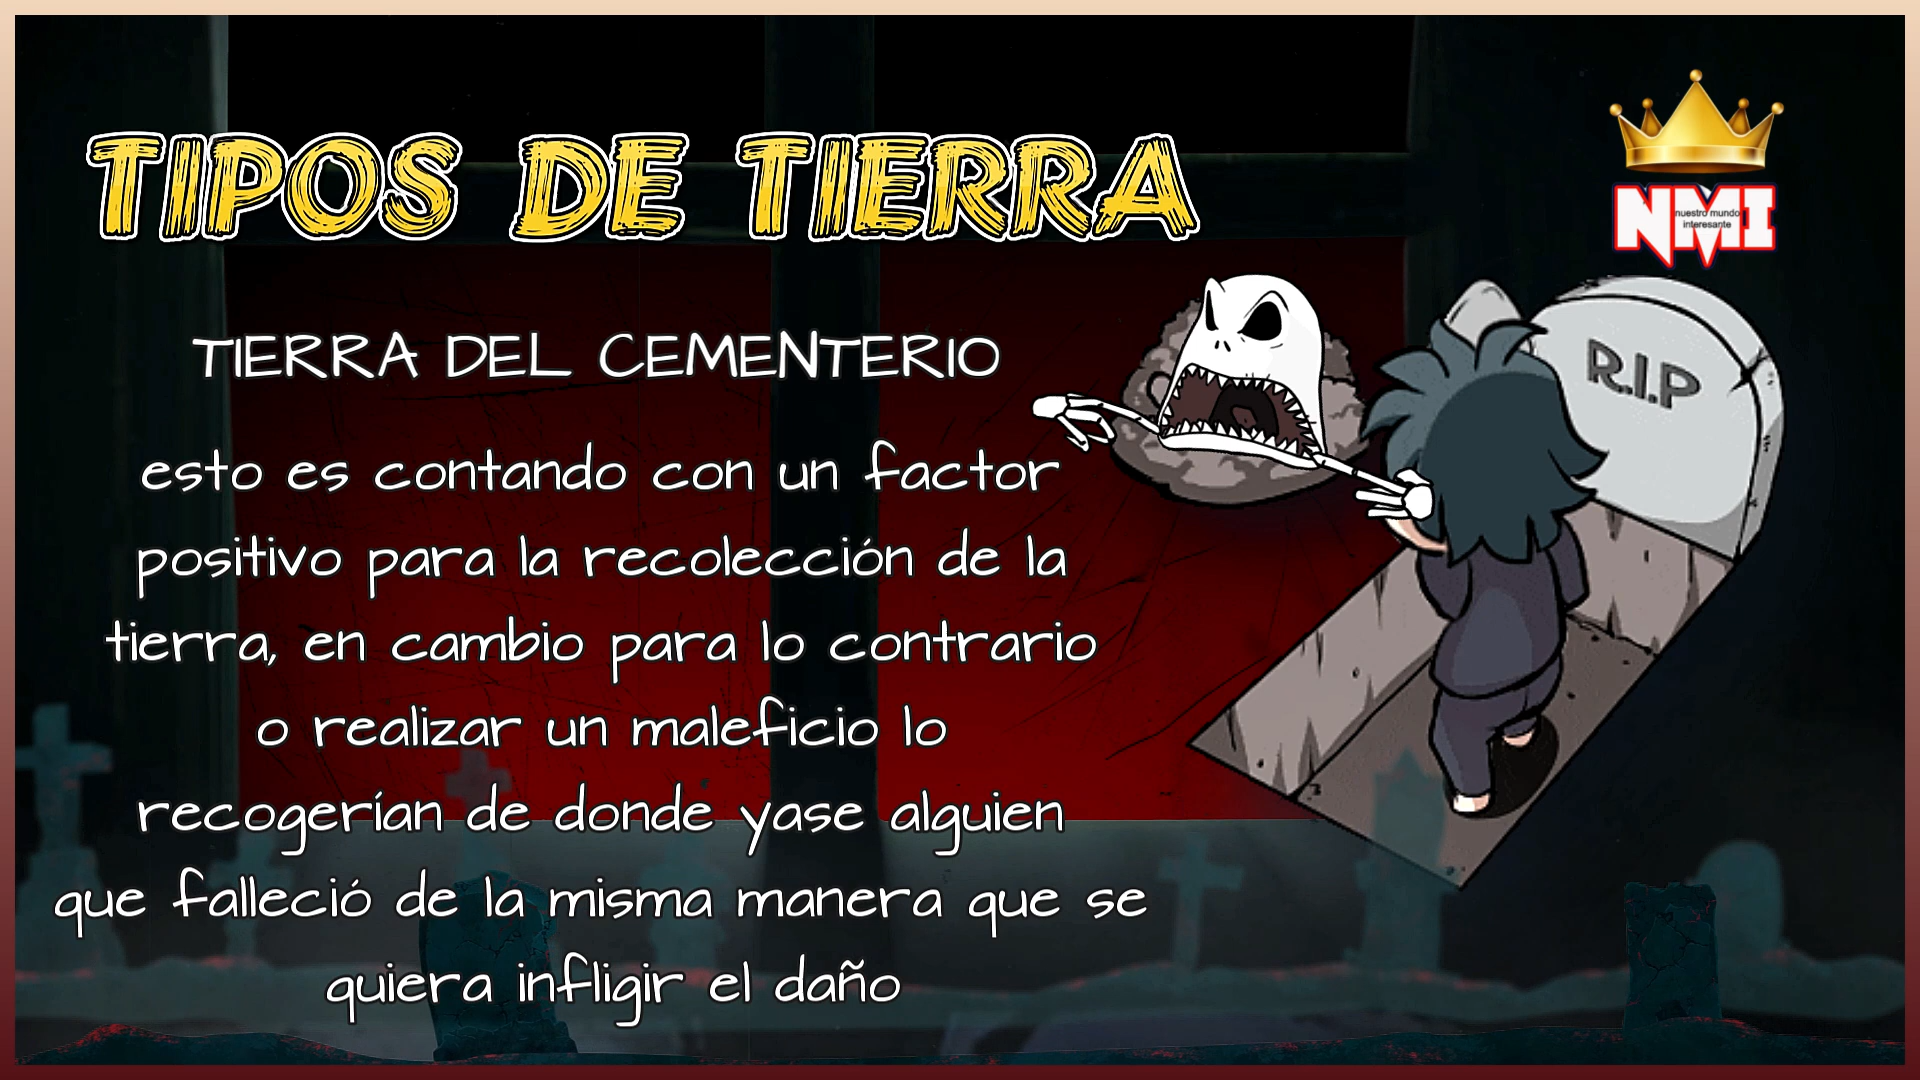 TIPOS DE TIERRA
NMI
nuestro mundo
interesante
R.I.P
TIERRA DEL CEMENTERIO
esto es contando con un factor
positivo para la recolección de la
tierra, en cambio para lo contrario
o realizar un maleficio lo
recogerían de donde yase alguien
que falleció de la misma manera que se
quiera infligir el daño